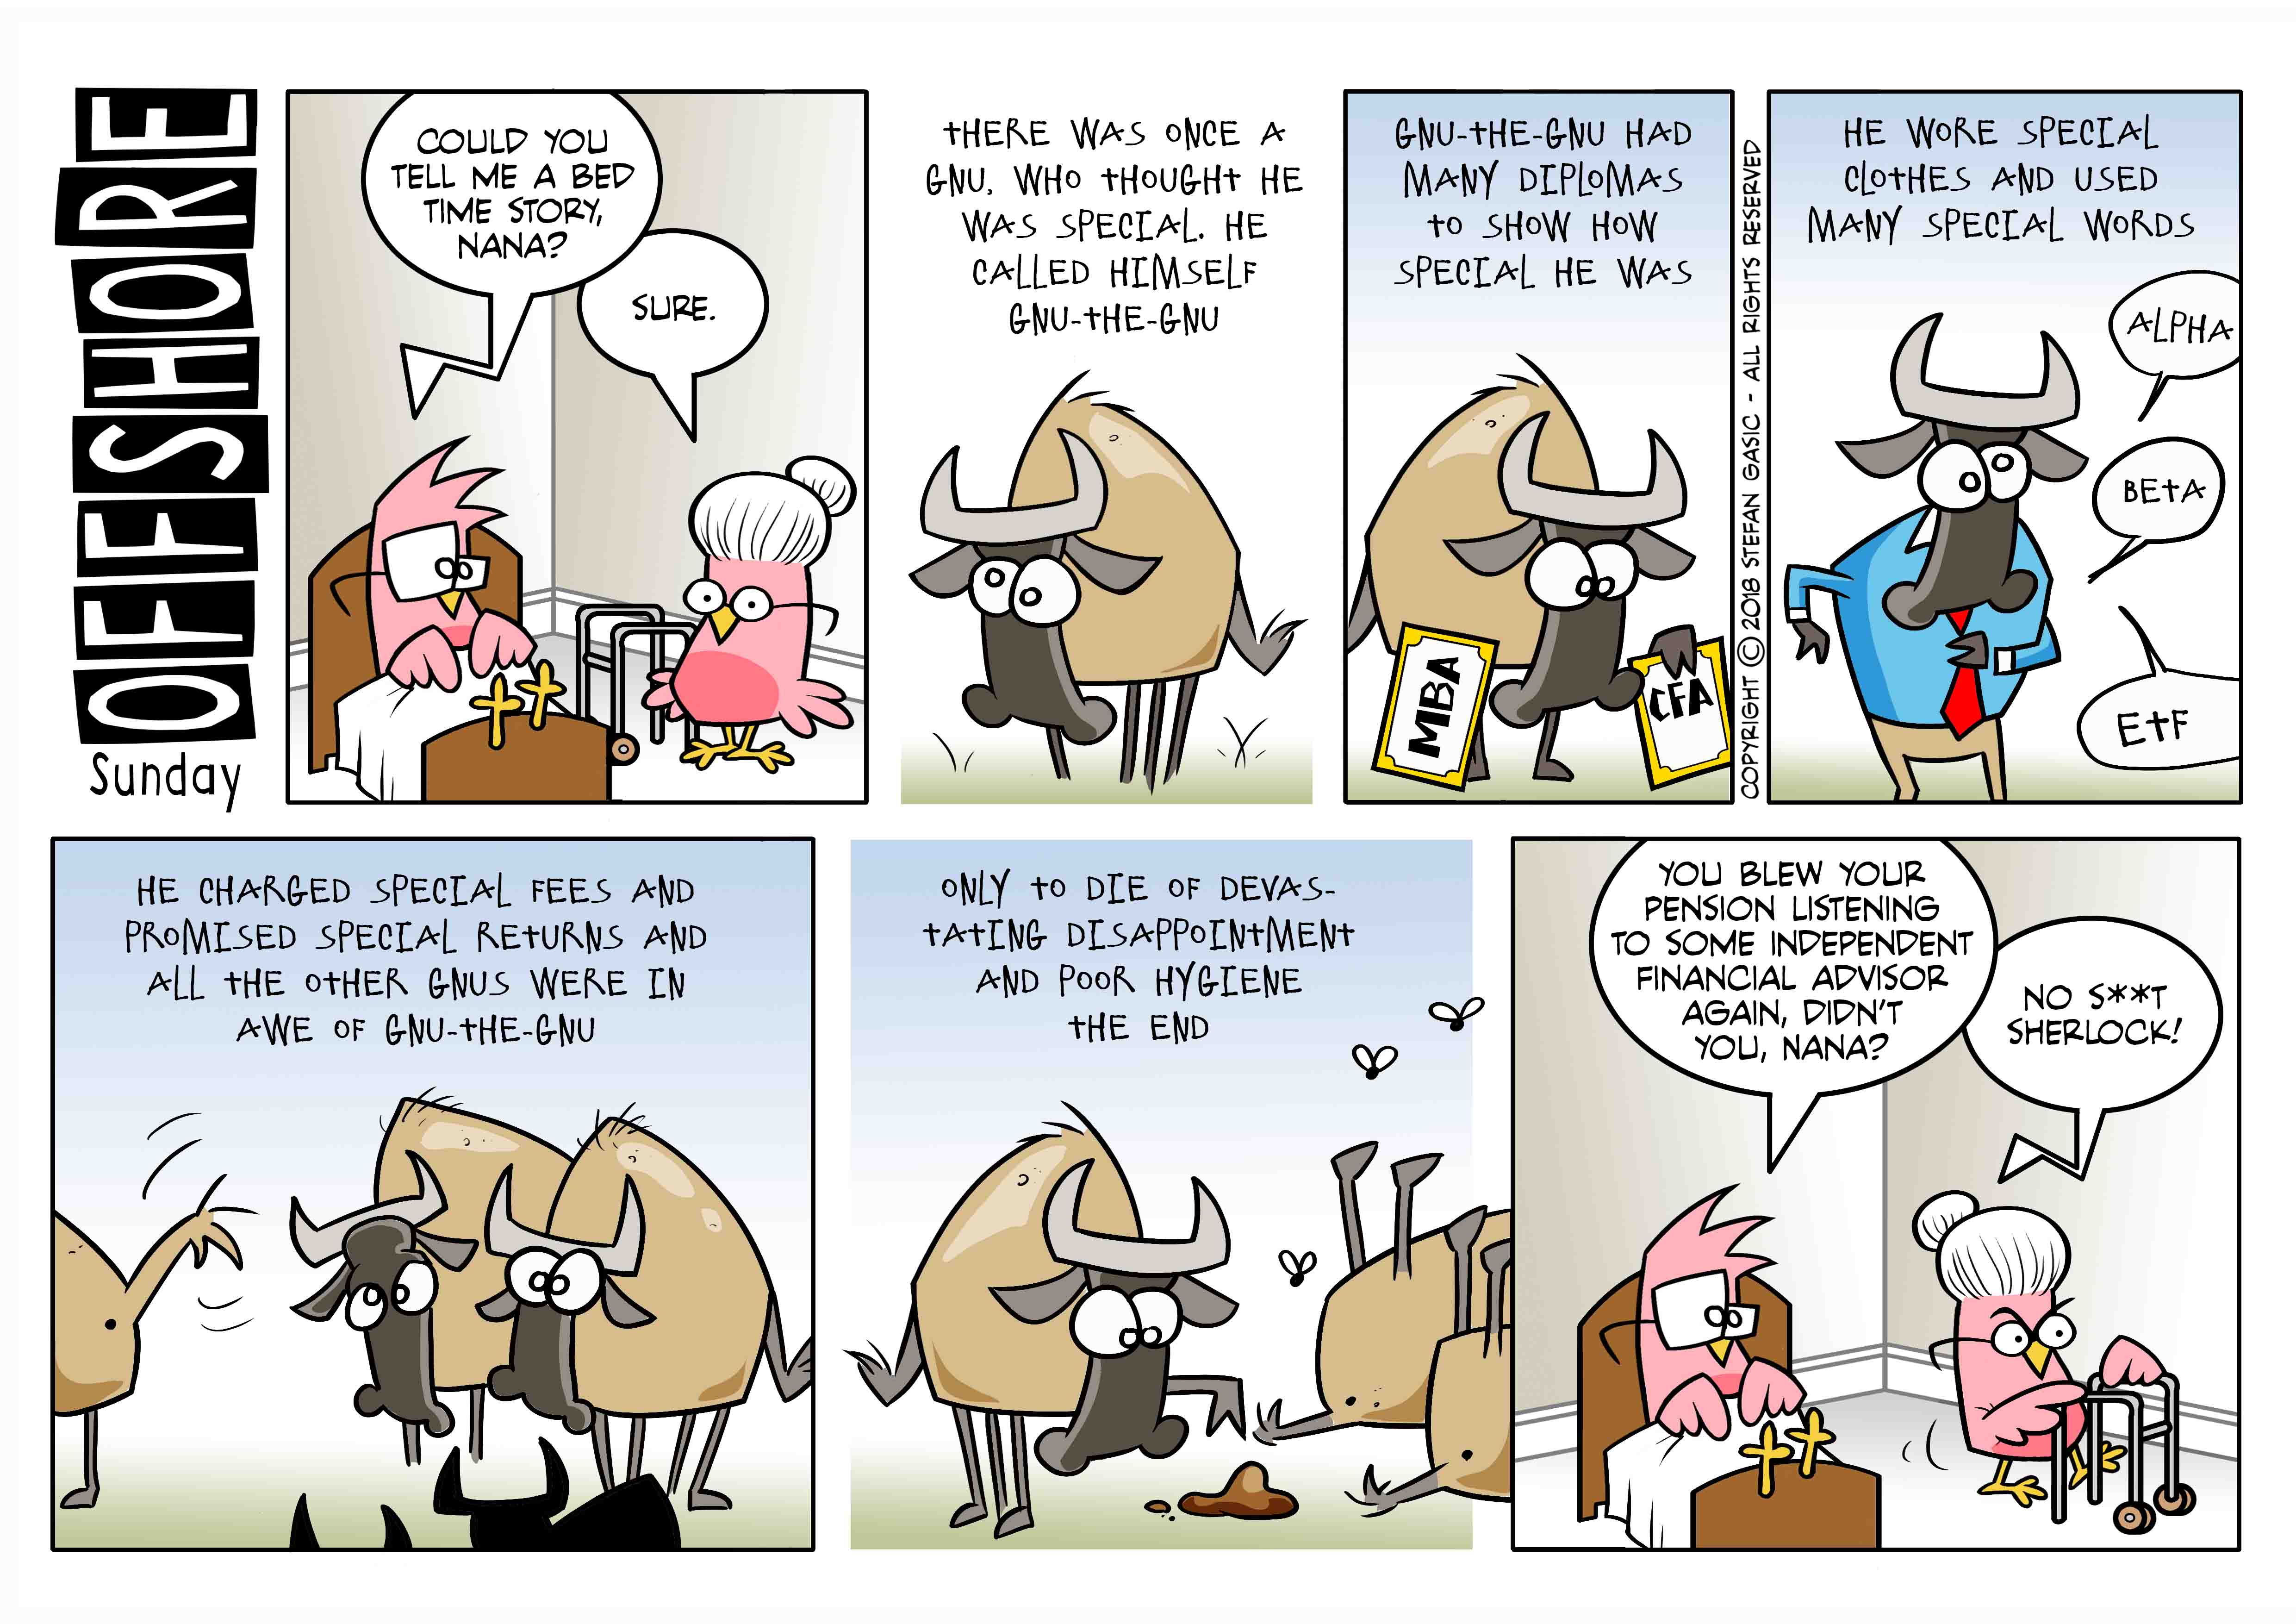 OFFSHORE
Sunday
COULD YOU
TELL ME A BED
TIME STORY,
NANA?
SURE.
THERE WAS ONCE A
GNU, WHO THOUGHT HE
WAS SPECIAL. HE
CALLED HIMSELF
GNU-THE-GNU
GNU-THE-GNU HAD
MANY DIPLOMAS
TO SHOW HOW
SPECIAL HE WAS
MBA
CFA
COPYRIGHT © 2018 STEFAN GASIC - ALL RIGHTS RESERVED
HE WORE SPECIAL
CLOTHES AND USED
MANY SPECIAL WORDS
ALPHA
BETA
ETF
HE CHARGED SPECIAL FEES AND
PROMISED SPECIAL RETURNS AND
ALL THE OTHER GNUS WERE IN
AWE OF GNU-THE-GNU
ONLY TO DIE OF DEVAS-
TATING DISAPPOINTMENT
AND POOR HYGIENE
THE END
YOU BLEW YOUR
PENSION LISTENING
TO SOME INDEPENDENT
FINANCIAL ADVISOR
AGAIN, DIDN'T
YOU, NANA?
NO S**T
SHERLOCK!